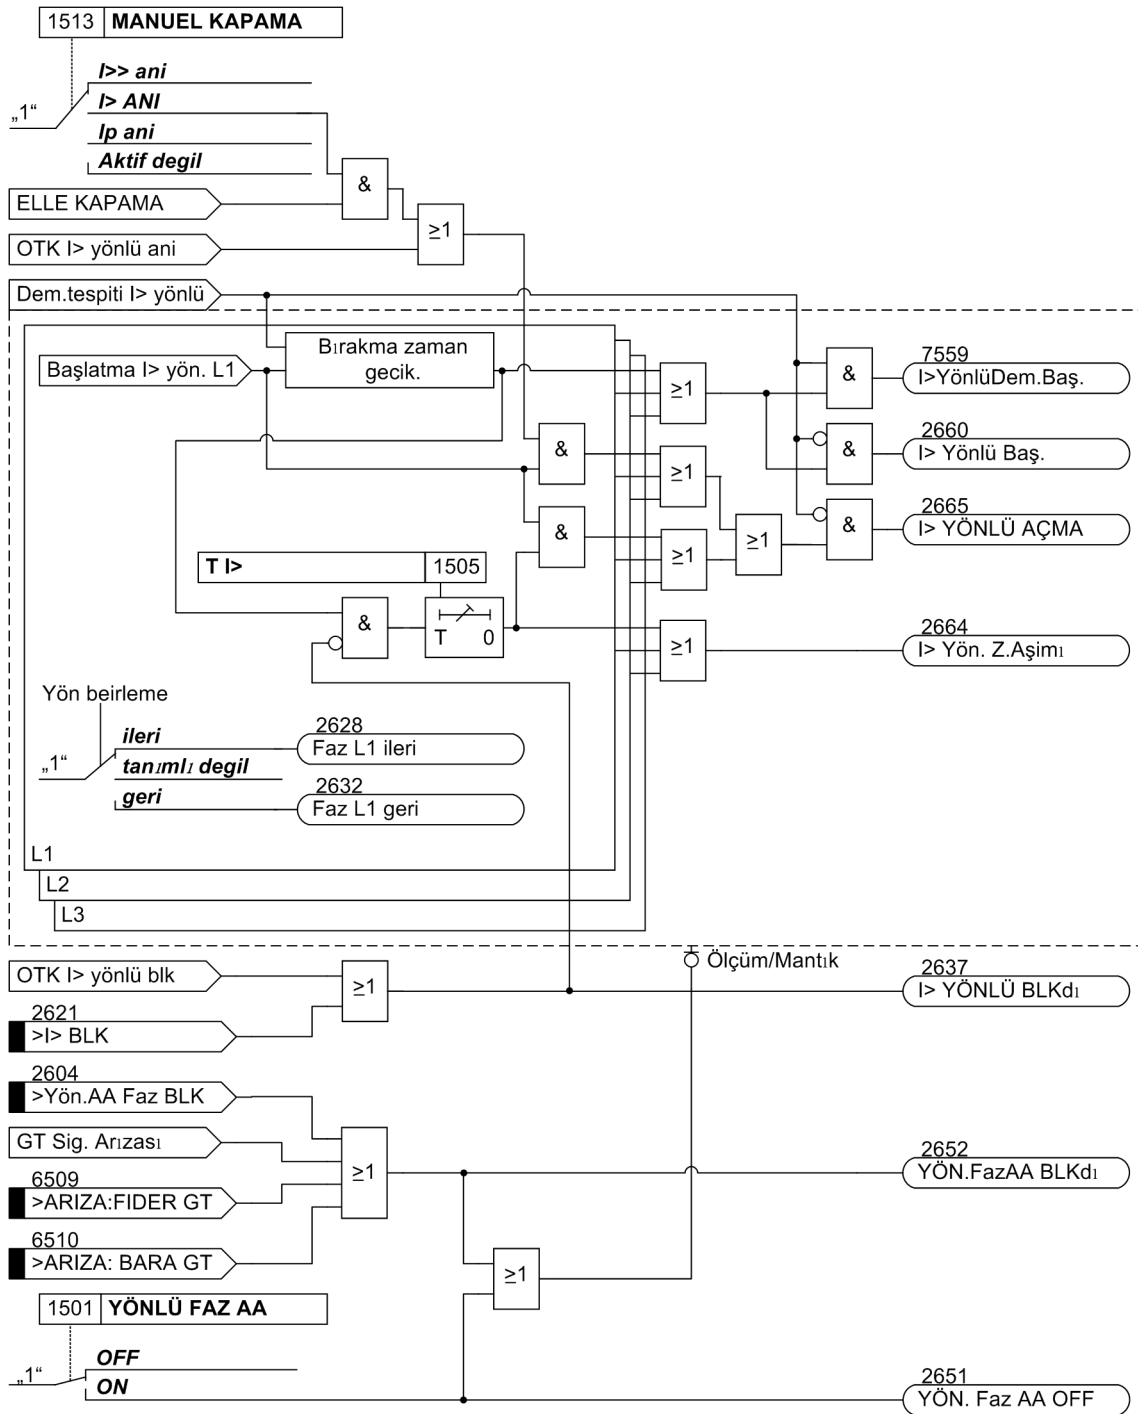 1513 MANUEL KAPAMA
I>> ani
I> ANI
„1“
Ip ani
Aktif degil
&
ELLE KAPAMA
≥1
OTK I> yönlü ani
Dem.tespiti I> yönlü
Bırakma zaman
gecik.
Başlatma I> yön. L1
≥1
&
7559
I>YönlüDem.Baş.
&
≥1
&
2660
I> Yönlü Baş.
&
≥1
≥1
&
2665
I> YÖNLÜ AÇMA
T I> 1505
&
T 0
≥1
2664
I> Yön. Z.Aşimı
Yön beirleme
ileri
„1“
tanımlı degil
geri
2628
Faz L1 ileri
2632
Faz L1 geri
L1
L2
L3
Ölçüm/Mantık
OTK I> yönlü blk
≥1
2637
I> YÖNLÜ BLKdı
2621
>I> BLK
2604
>Yön.AA Faz BLK
GT Sig. Arızası
≥1
2652
YÖN.FazAA BLKdı
6509
>ARIZA:FIDER GT
6510
>ARIZA: BARA GT
≥1
1501 YÖNLÜ FAZ AA
OFF
„1“
ON
2651
YÖN. Faz AA OFF